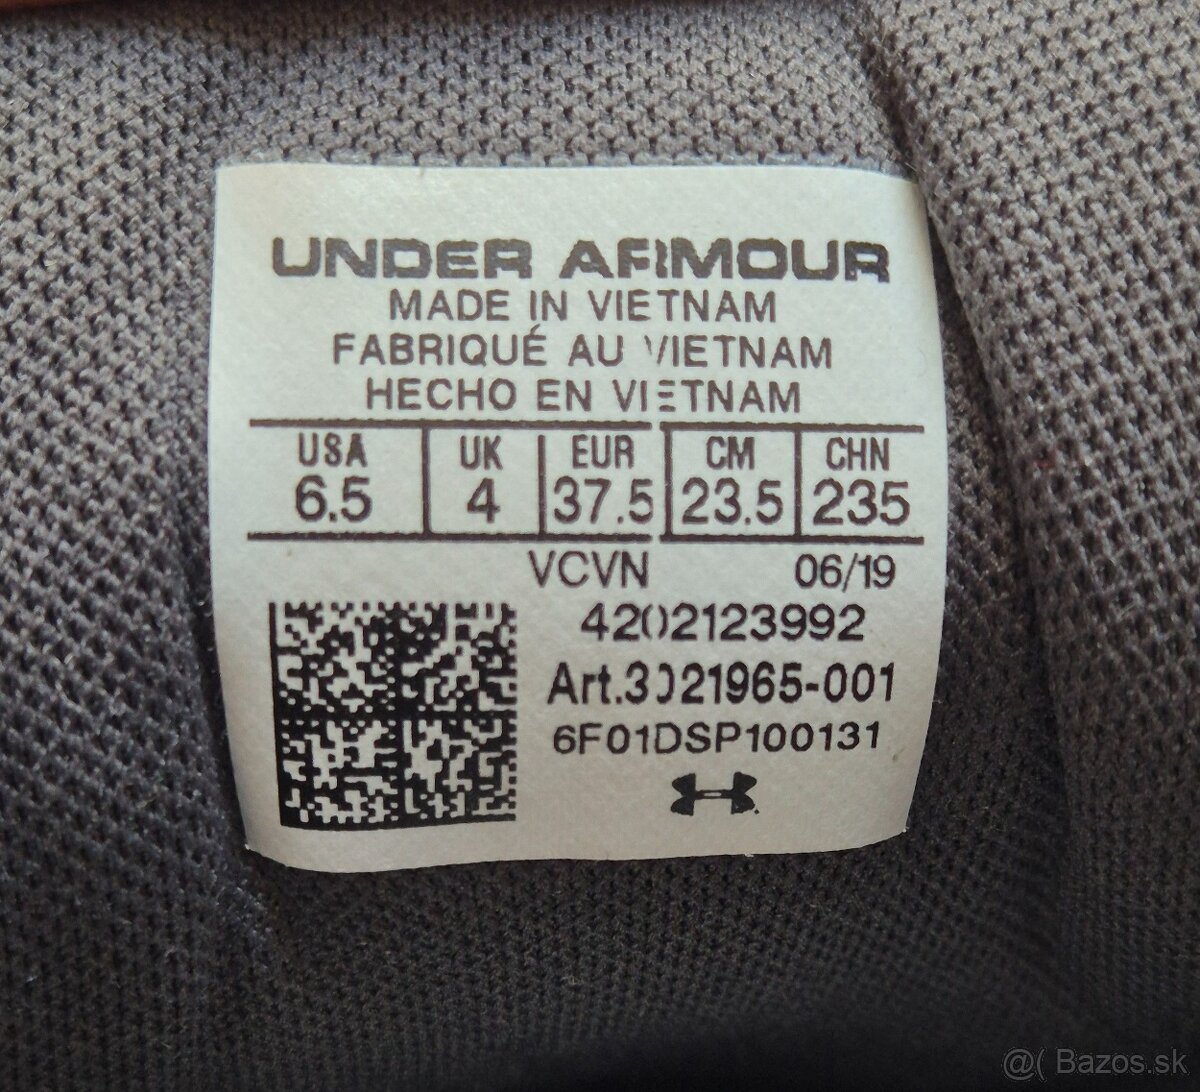 UNDER ARMOUR
MADE IN VIETNAM
FABRIQUÉ AU VIETNAM
HECHO EN VIETNAM
USA UK EUR CM CHN
6.5 4 37.5 23.5 235
VCVN 06/19
4202123992
Art.3021965-001
6F01DSP100131
@( Bazos.sk